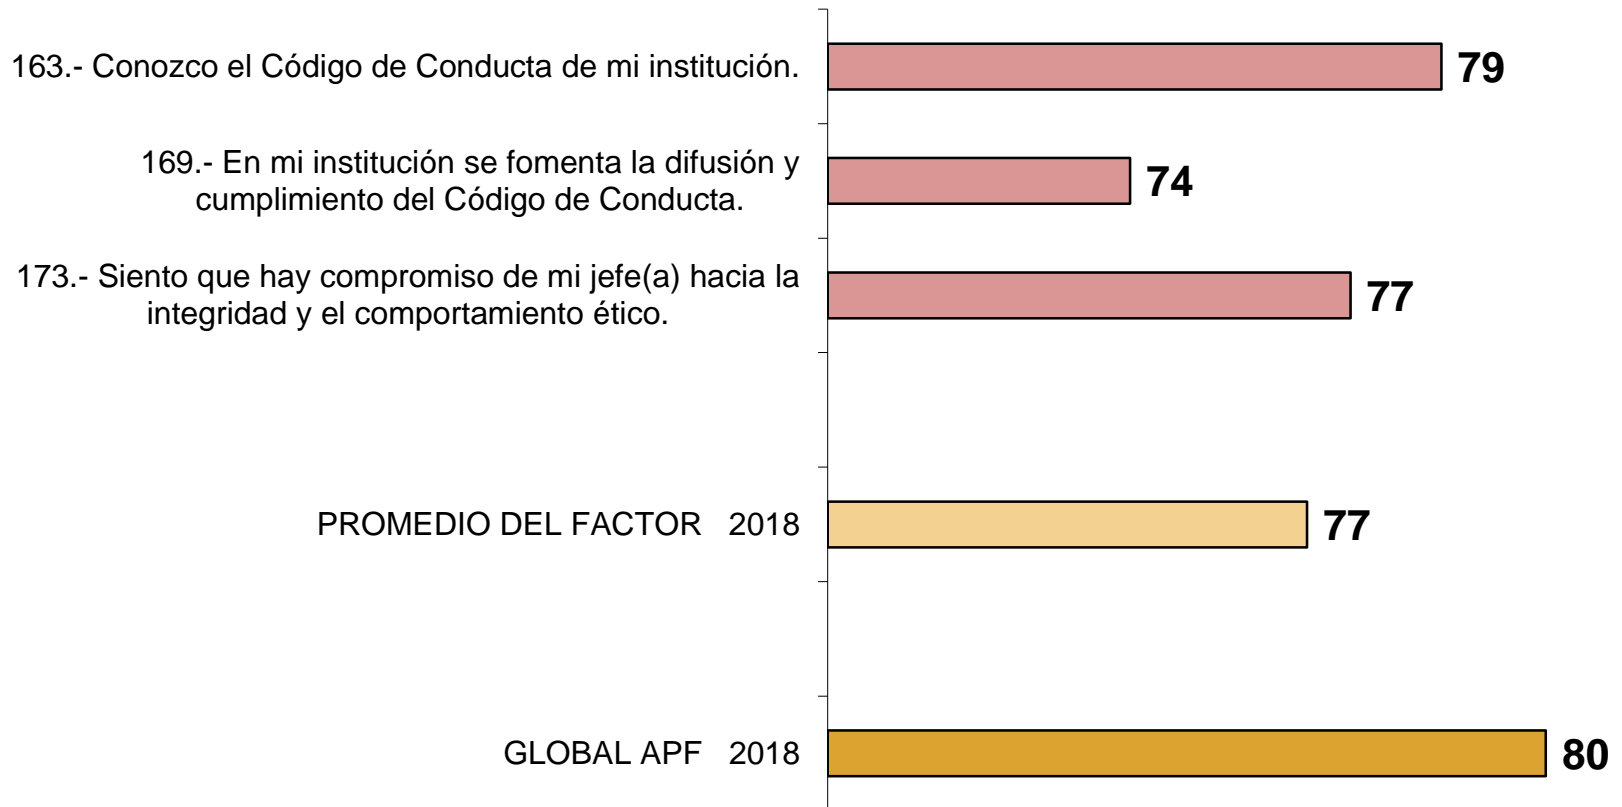 163.- Conozco el Código de Conducta de mi institución.
79
169.- En mi institución se fomenta la difusión y
cumplimiento del Código de Conducta.
74
173.- Siento que hay compromiso de mi jefe(a) hacia la
integridad y el comportamiento ético.
77
PROMEDIO DEL FACTOR 2018
77
GLOBAL APF 2018
80